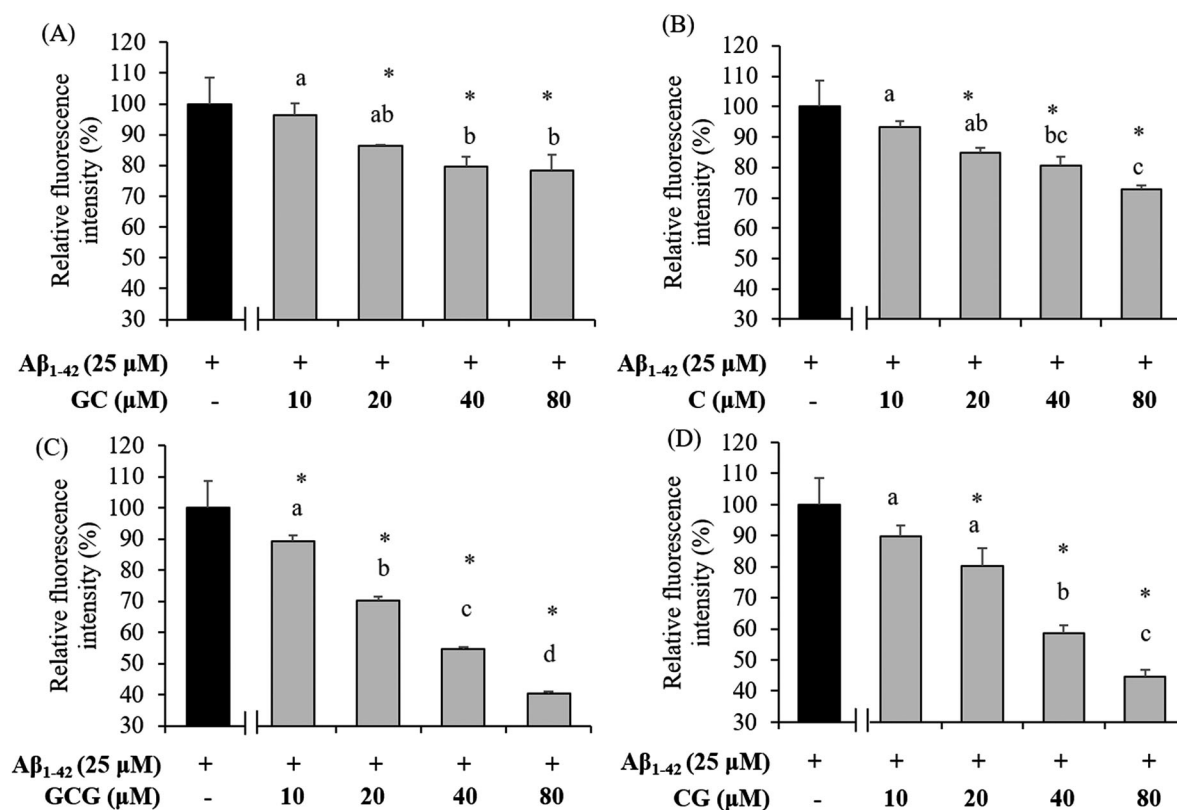 (A)
Relative fluorescence
intensity (%)
120
110
100
90
80
70
60
50
40
30
a
*
ab
*
b
*
b
Aβ1-42 (25 μM) + + + + +
GC (μM) - 10 20 40 80
(B)
Relative fluorescence
intensity (%)
120
110
100
90
80
70
60
50
40
30
a
*
ab
*
bc
*
c
Aβ1-42 (25 μM) + + + + +
C (μM) - 10 20 40 80
(C)
Relative fluorescence
intensity (%)
120
110
100
90
80
70
60
50
40
30
*
a
*
b
*
c
*
d
Aβ1-42 (25 μM) + + + + +
GCG (μM) - 10 20 40 80
(D)
Relative fluorescence
intensity (%)
120
110
100
90
80
70
60
50
40
30
a
*
a
*
b
*
c
Aβ1-42 (25 μM) + + + + +
CG (μM) - 10 20 40 80